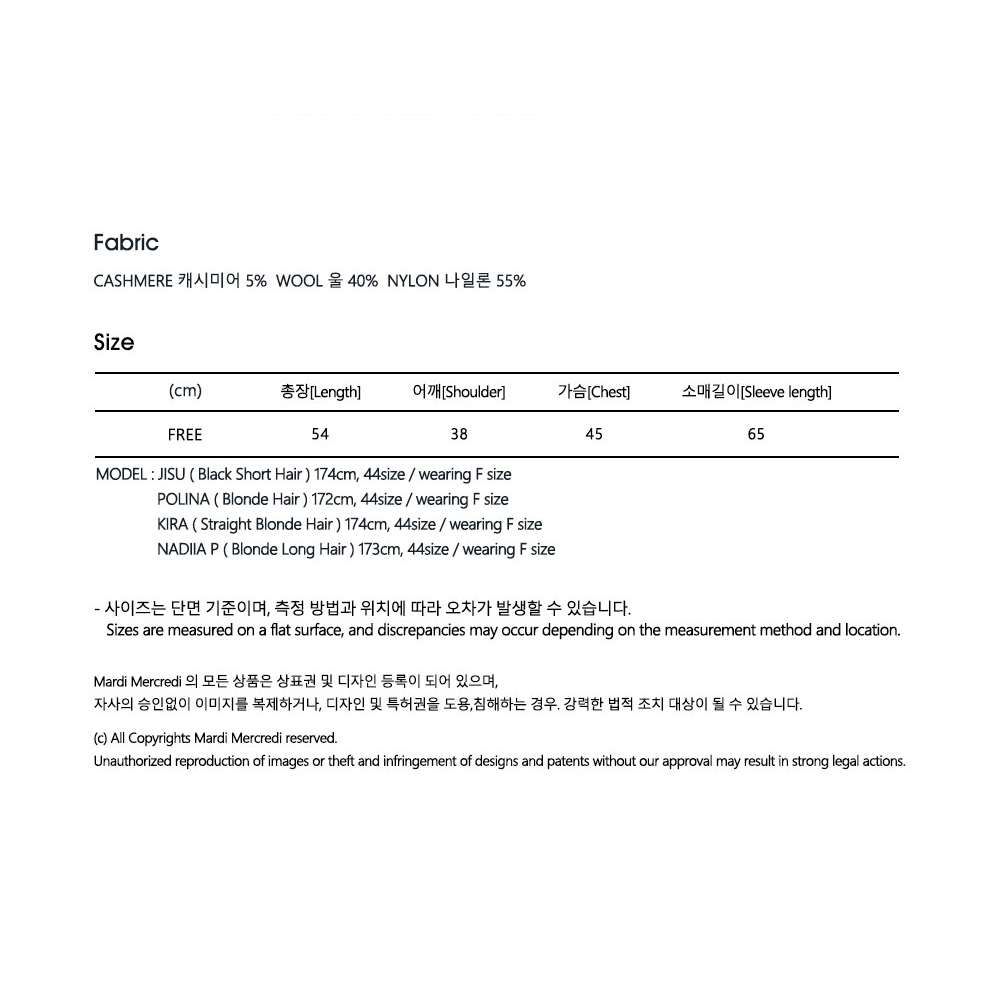 Fabric
CASHMERE 캐시미어 5% WOOL 울 40% NYLON 나일론 55%
Size
(cm) 총장[Length] 어깨[Shoulder] 가슴[Chest] 소매길이[Sleeve length]
FREE 54 38 45 65
MODEL : JISU ( Black Short Hair ) 174cm, 44size / wearing F size
POLINA ( Blonde Hair ) 172cm, 44size / wearing F size
KIRA ( Straight Blonde Hair ) 174cm, 44size / wearing F size
NADIIA P ( Blonde Long Hair ) 173cm, 44size / wearing F size
- 사이즈는 단면 기준이며, 측정 방법과 위치에 따라 오차가 발생할 수 있습니다.
Sizes are measured on a flat surface, and discrepancies may occur depending on the measurement method and location.
Mardi Mercredi 의 모든 상품은 상표권 및 디자인 등록이 되어 있으며,
자사의 승인없이 이미지를 복제하거나, 디자인 및 특허권을 도용,침해하는 경우. 강력한 법적 조치 대상이 될 수 있습니다.
(c) All Copyrights Mardi Mercredi reserved.
Unauthorized reproduction of images or theft and infringement of designs and patents without our approval may result in strong legal actions.